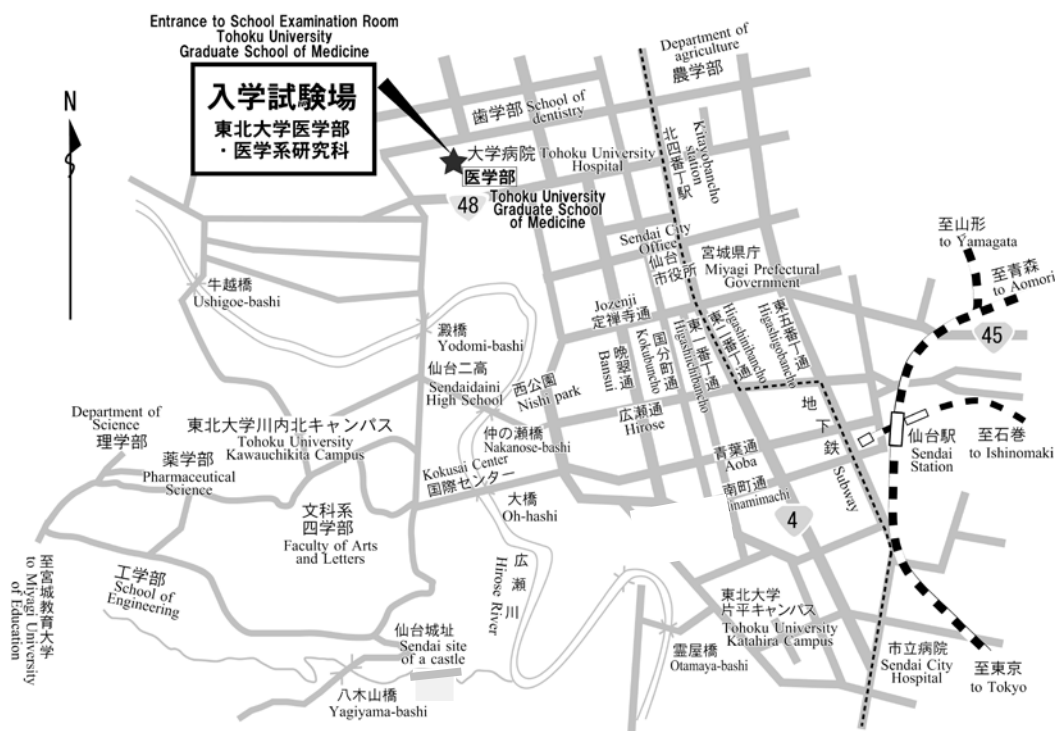 Entrance to School Examination Room
Tohoku University
Graduate School of Medicine
入学試験場
東北大学医学部
・医学系研究科
N
Department of
agriculture
農学部
歯学部 School of
dentistry
大学病院 Tohoku University
Hospital
医学部
Tohoku University
Graduate School
of Medicine
48
北四番丁駅
Kitayobancho
station
Sendai City
Office
仙台
市役所
宮城県庁
Miyagi Prefectural
Government
至山形
to Yamagata
至青森
to Aomori
45
牛越橋
Ushigoe-bashi
澱橋
Yodomi-bashi
Jozenji
定禅寺通
晩翠通
Bansui
国分町通
Kokubuncho
東一番丁通
Higashiichibancho
東二番丁通
Higashinibancho
東五番丁通
Higashigobancho
仙台二高
Sendaidaini
High School
西公園
Nishi park
広瀬通
Hirose
地下鉄
Subway
仙台駅
Sendai
Station
至石巻
to Ishinomaki
Department of
Science
理学部
薬学部
Pharmaceutical
Science
東北大学川内北キャンパス
Tohoku University
Kawauchikita Campus
仲の瀬橋
Nakanose-bashi
Kokusai Center
国際センター
青葉通
Aoba
南町通
inamimachi
4
文科系
四学部
Faculty of Arts
and Letters
大橋
Oh-hashi
広瀬川
Hirose River
至宮城教育大学
to Miyagi University
of Education
工学部
School of
Engineering
仙台城址
Sendai site
of a castle
八木山橋
Yagiyama-bashi
霊屋橋
Otamaya-bashi
東北大学
片平キャンパス
Tohoku University
Katahira Campus
市立病院
Sendai City
Hospital
至東京
to Tokyo